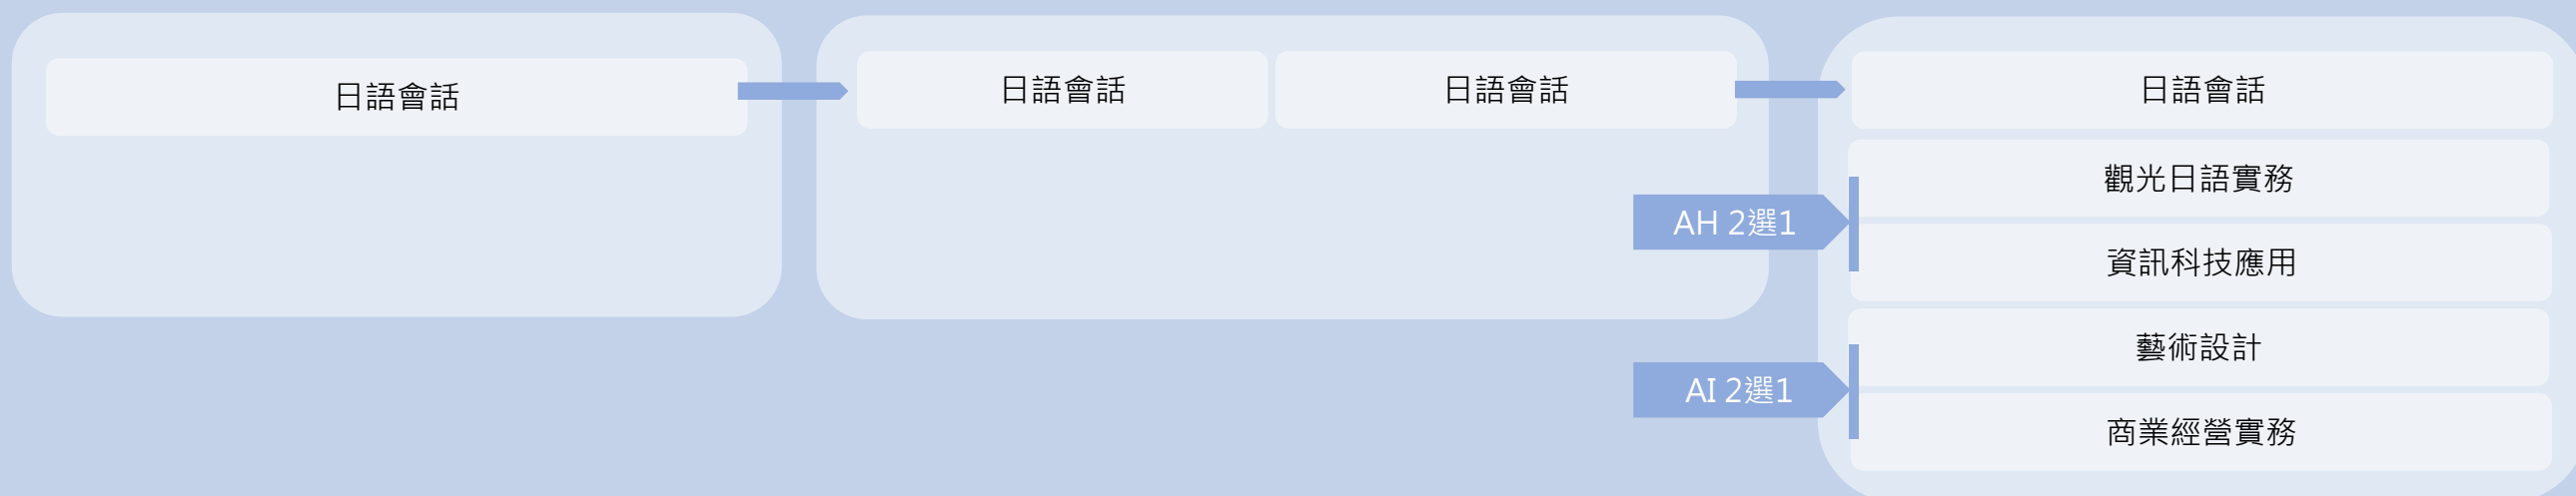 日語會話
日語會話
日語會話
日語會話
觀光日語實務
AH 2選1
資訊科技應用
藝術設計
AI 2選1
商業經營實務